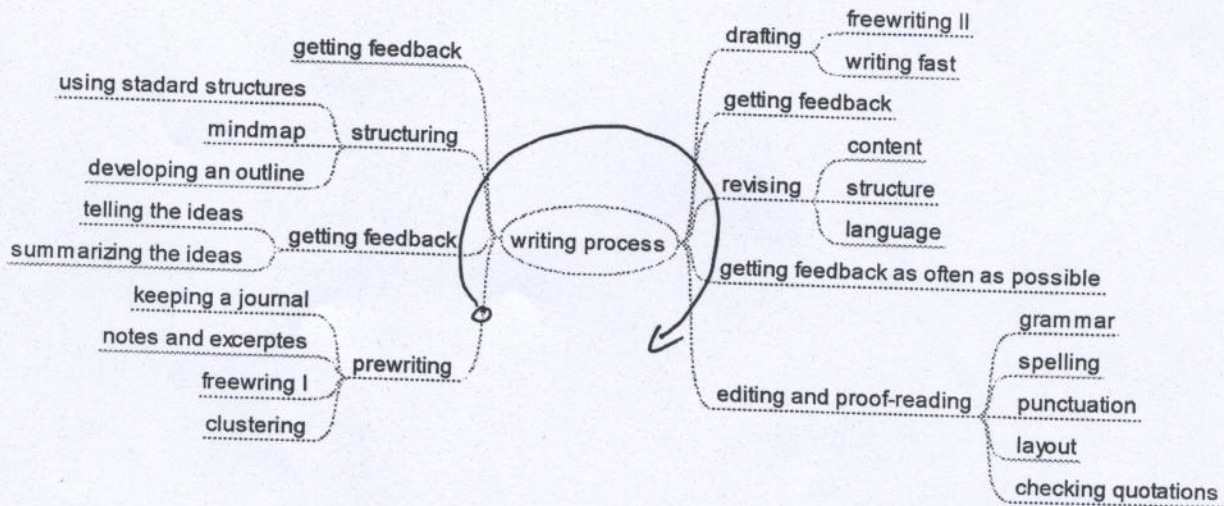 getting feedback
using stadard structures
mindmap
developing an outline
structuring
telling the ideas
summarizing the ideas
getting feedback
keeping a journal
notes and excerptes
freewring I
clustering
prewriting
writing process
drafting
freewriting II
writing fast
getting feedback
revising
content
structure
language
getting feedback as often as possible
editing and proof-reading
grammar
spelling
punctuation
layout
checking quotations